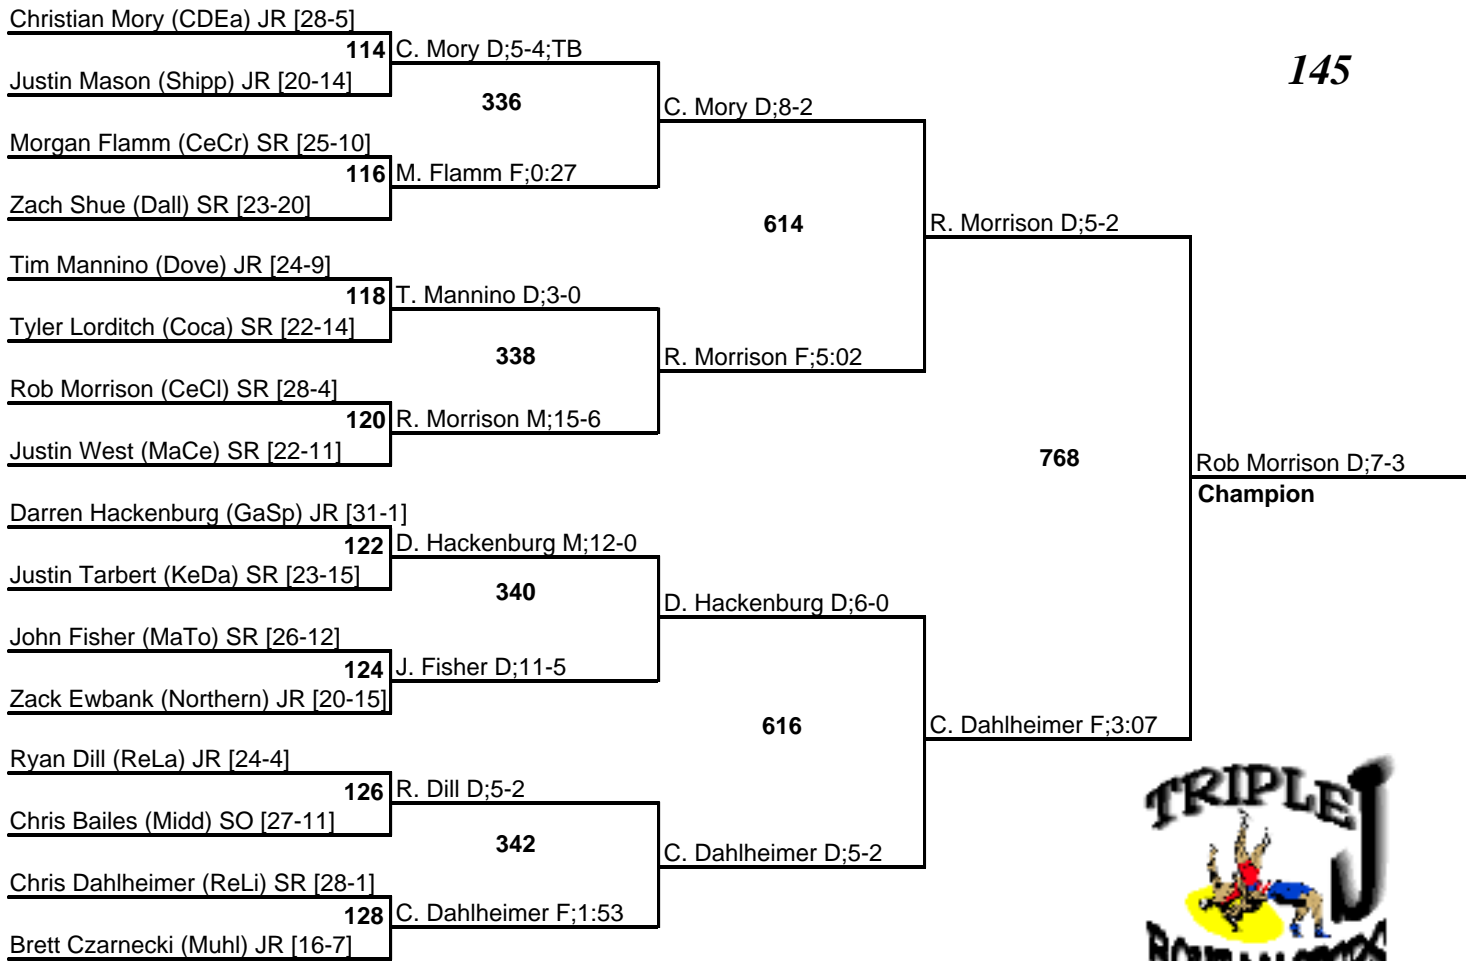 Christian Mory (CDEa) JR [28-5]
114 C. Mory D;5-4;TB
145
Justin Mason (Shipp) JR [20-14]
336
C. Mory D;8-2
Morgan Flamm (CeCr) SR [25-10]
116 M. Flamm F;0:27
Zach Shue (Dall) SR [23-20]
614
R. Morrison D;5-2
Tim Mannino (Dove) JR [24-9]
118 T. Mannino D;3-0
Tyler Lorditch (Coca) SR [22-14]
338
R. Morrison F;5:02
Rob Morrison (CeCl) SR [28-4]
120 R. Morrison M;15-6
Justin West (MaCe) SR [22-11]
768
Rob Morrison D;7-3
Champion
Darren Hackenburg (GaSp) JR [31-1]
122 D. Hackenburg M;12-0
Justin Tarbert (KeDa) SR [23-15]
340
D. Hackenburg D;6-0
John Fisher (MaTo) SR [26-12]
124 J. Fisher D;11-5
Zack Ewbank (Northern) JR [20-15]
616
C. Dahlheimer F;3:07
Ryan Dill (ReLa) JR [24-4]
126 R. Dill D;5-2
Chris Bailes (Midd) SO [27-11]
342
C. Dahlheimer D;5-2
Chris Dahlheimer (ReLi) SR [28-1]
128 C. Dahlheimer F;1:53
Brett Czarnecki (Muhl) JR [16-7]
TRIPLE J